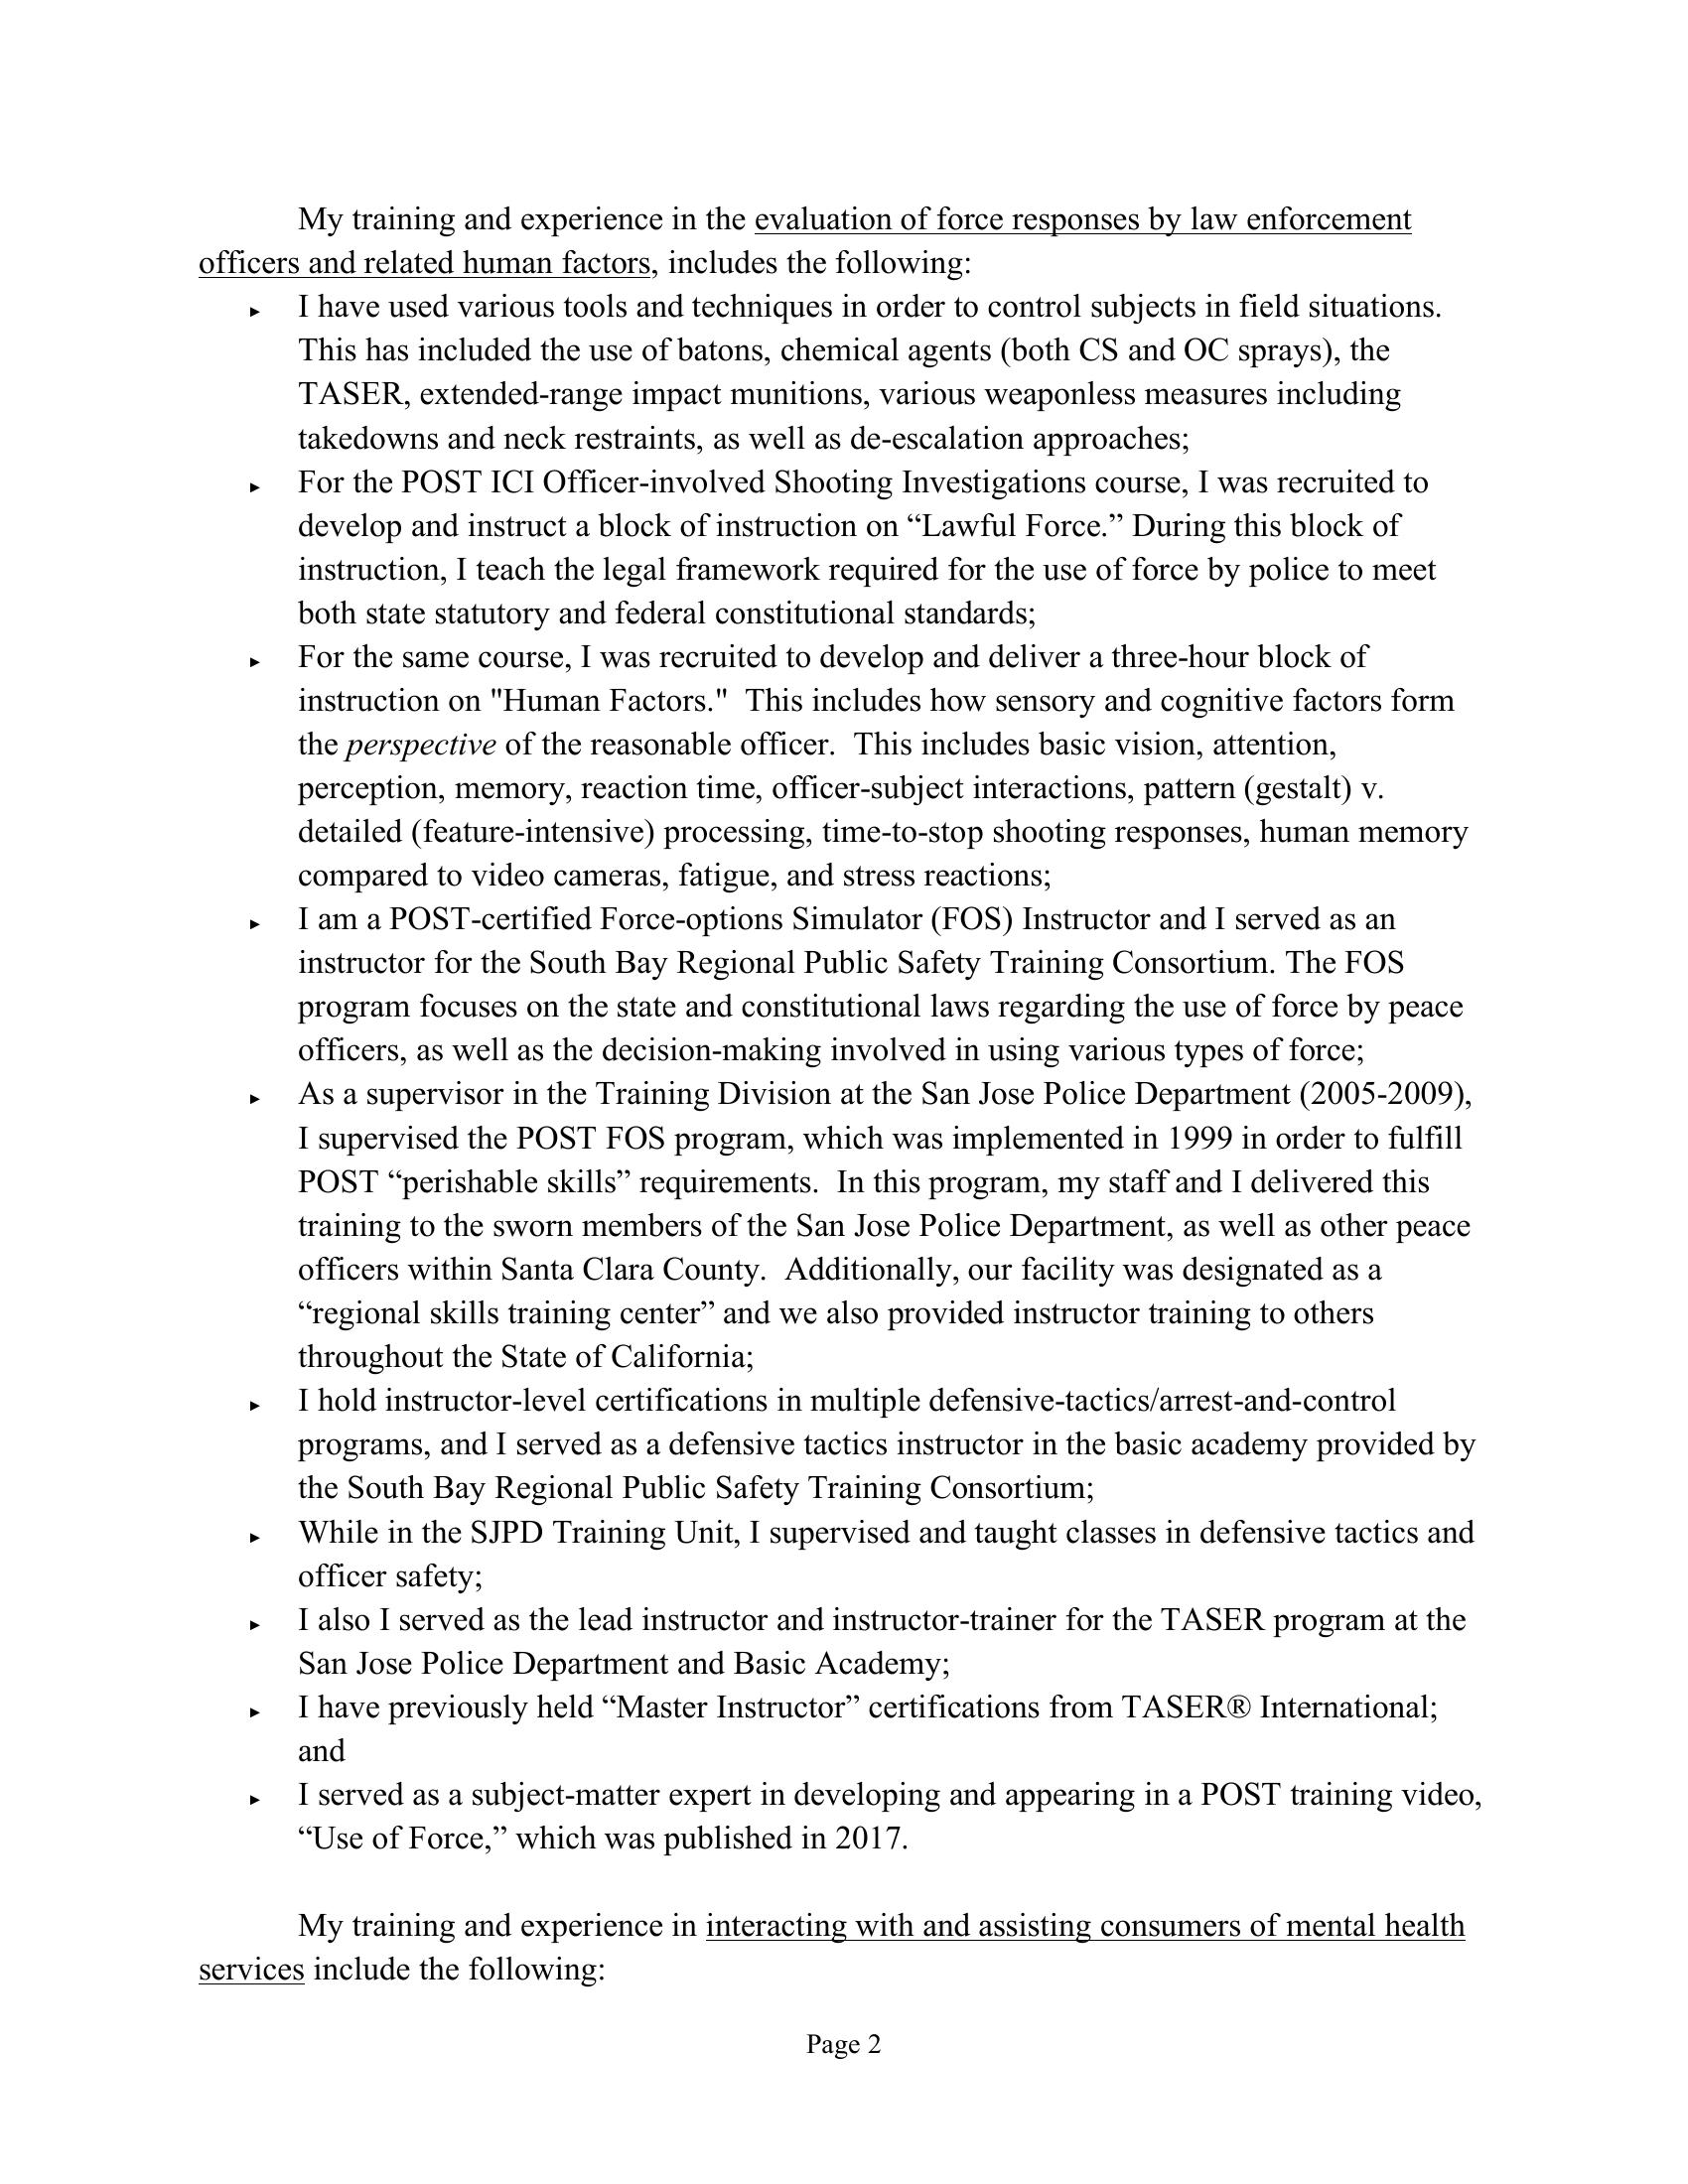 My training and experience in the evaluation of force responses by law enforcement
officers and related human factors, includes the following:
► I have used various tools and techniques in order to control subjects in field situations.
This has included the use of batons, chemical agents (both CS and OC sprays), the
TASER, extended-range impact munitions, various weaponless measures including
takedowns and neck restraints, as well as de-escalation approaches;
► For the POST ICI Officer-involved Shooting Investigations course, I was recruited to
develop and instruct a block of instruction on “Lawful Force.” During this block of
instruction, I teach the legal framework required for the use of force by police to meet
both state statutory and federal constitutional standards;
► For the same course, I was recruited to develop and deliver a three-hour block of
instruction on "Human Factors."  This includes how sensory and cognitive factors form
the perspective of the reasonable officer.  This includes basic vision, attention,
perception, memory, reaction time, officer-subject interactions, pattern (gestalt) v.
detailed (feature-intensive) processing, time-to-stop shooting responses, human memory
compared to video cameras, fatigue, and stress reactions;
► I am a POST-certified Force-options Simulator (FOS) Instructor and I served as an
instructor for the South Bay Regional Public Safety Training Consortium. The FOS
program focuses on the state and constitutional laws regarding the use of force by peace
officers, as well as the decision-making involved in using various types of force;
► As a supervisor in the Training Division at the San Jose Police Department (2005-2009),
I supervised the POST FOS program, which was implemented in 1999 in order to fulfill
POST “perishable skills” requirements.  In this program, my staff and I delivered this
training to the sworn members of the San Jose Police Department, as well as other peace
officers within Santa Clara County.  Additionally, our facility was designated as a
“regional skills training center” and we also provided instructor training to others
throughout the State of California;
► I hold instructor-level certifications in multiple defensive-tactics/arrest-and-control
programs, and I served as a defensive tactics instructor in the basic academy provided by
the South Bay Regional Public Safety Training Consortium;
► While in the SJPD Training Unit, I supervised and taught classes in defensive tactics and
officer safety;
► I also I served as the lead instructor and instructor-trainer for the TASER program at the
San Jose Police Department and Basic Academy;
► I have previously held “Master Instructor” certifications from TASER® International;
and
► I served as a subject-matter expert in developing and appearing in a POST training video,
“Use of Force,” which was published in 2017.
My training and experience in interacting with and assisting consumers of mental health
services include the following:
Page 2